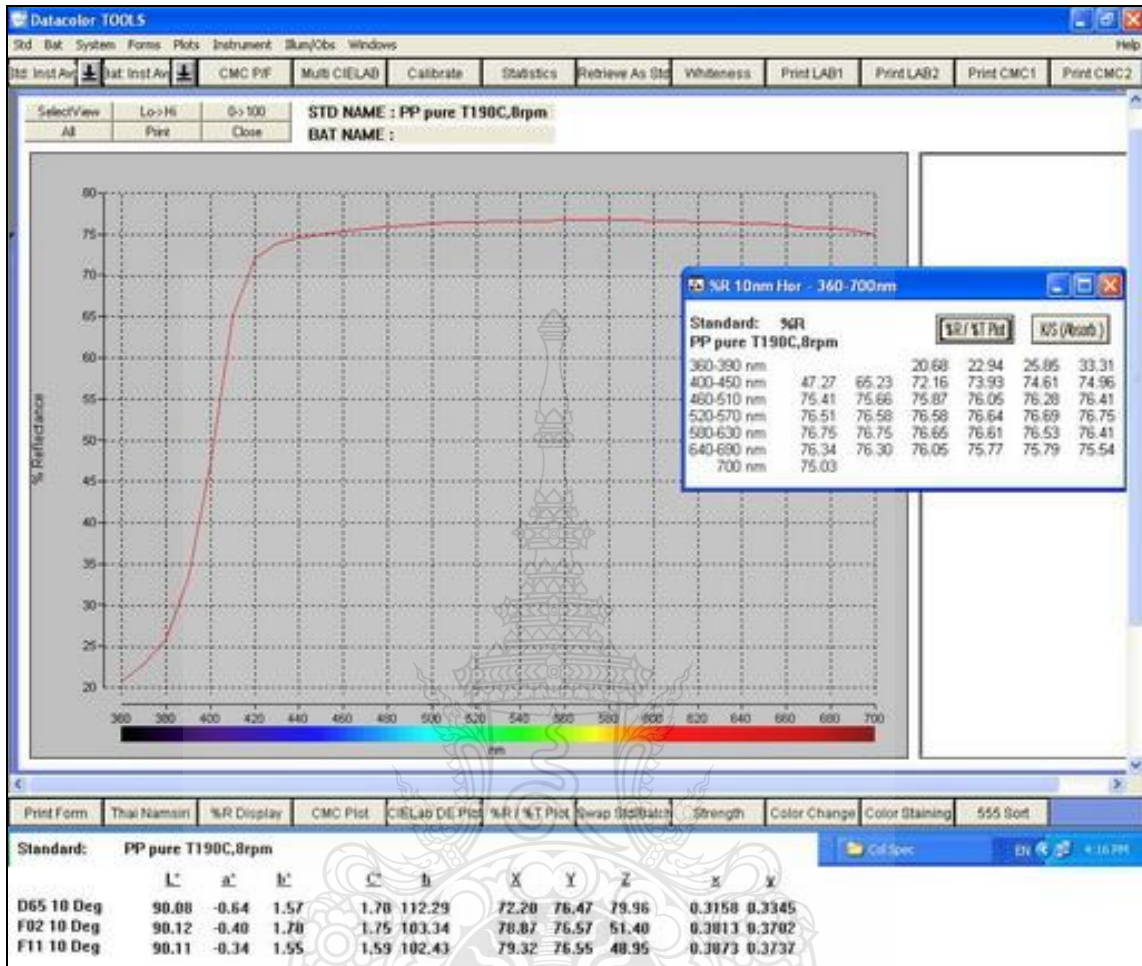 Datacolor TOOLS
Std Bat System Forms Plots Instrument Illum/Obs Windows Help
Std: Inst Av Bat: Inst Av CMC P/F Multi CIELAB Calibrate Statistics Retrieve As Std Whiteness Print LAB1 Print LAB2 Print CMC1 Print CMC2
SelectView Lo->Hi 0->100
All Print Close
STD NAME : PP pure T190C,8rpm
BAT NAME :
80
75
70
65
60
55
50
45
40
35
30
25
20
% Reflectance
360 380 400 420 440 460 480 500 520 540 560 580 600 620 640 660 680 700
nm
%R 10nm Hor - 360-700nm
Standard: %R
PP pure T190C,8rpm
%R / %T Plot K/S (Absorb.)
360-390 nm 20.68 22.94 25.85 33.31
400-450 nm 47.27 65.23 72.16 73.93 74.61 74.96
460-510 nm 75.41 75.66 75.87 76.05 76.28 76.41
520-570 nm 76.51 76.58 76.58 76.64 76.69 76.75
580-630 nm 76.75 76.75 76.65 76.61 76.53 76.41
640-690 nm 76.34 76.30 76.05 75.77 75.79 75.54
700 nm 75.03
Print Form Thai Namsiri %R Display CMC Plot CIELab DE Plot %R / %T Plot Swap Std/Batch Strength Color Change Color Staining 555 Sort
Standard: PP pure T190C,8rpm
Col Spec EN 4:16 PM
L* a* b* C* h X Y Z x y
D65 10 Deg 90.08 -0.64 1.57 1.70 112.29 72.20 76.47 79.96 0.3158 0.3345
F02 10 Deg 90.12 -0.40 1.70 1.75 103.34 78.87 76.57 51.40 0.3813 0.3702
F11 10 Deg 90.11 -0.34 1.55 1.59 102.43 79.32 76.55 48.95 0.3873 0.3737